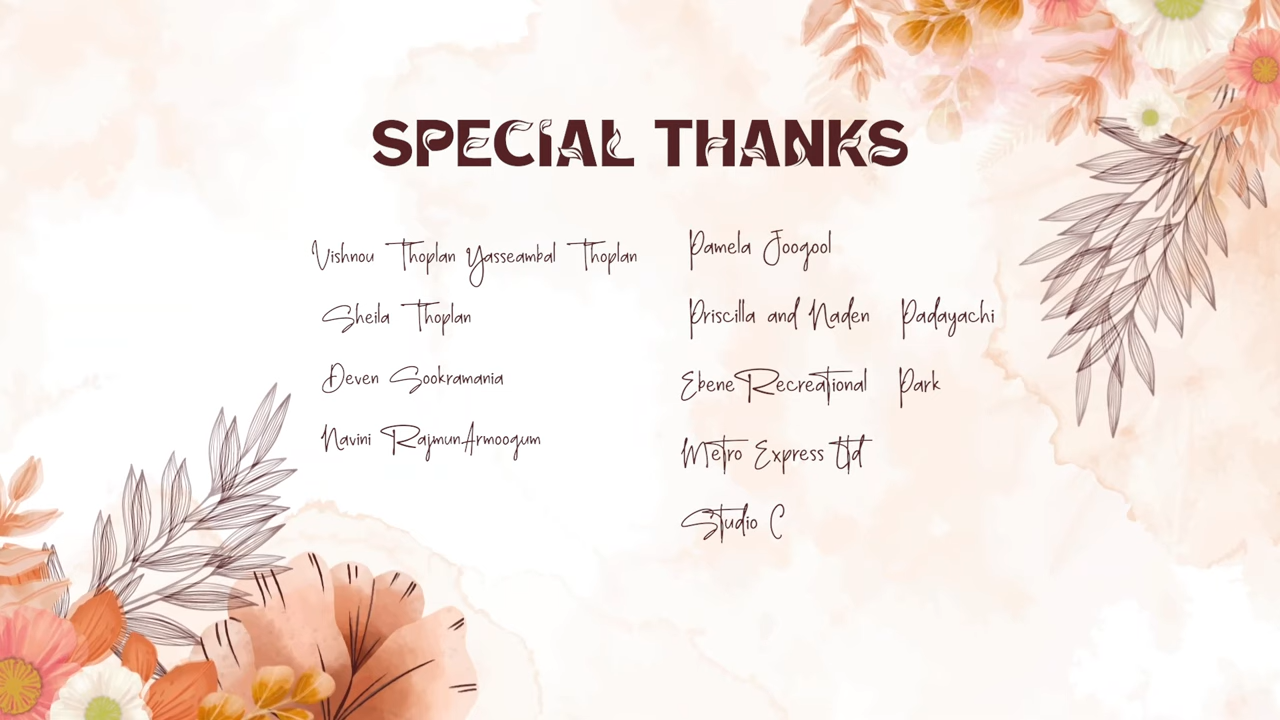 SPECIAL THANKS
Vishnou Thoplan Yasseambal Thoplan
Sheila Thoplan
Deven Sookramania
Navini RajmunArmoogum
Pamela Joogool
Priscilla and Naden Padayachi
Ebene Recreational Park
Metro Express Ltd
Studio C